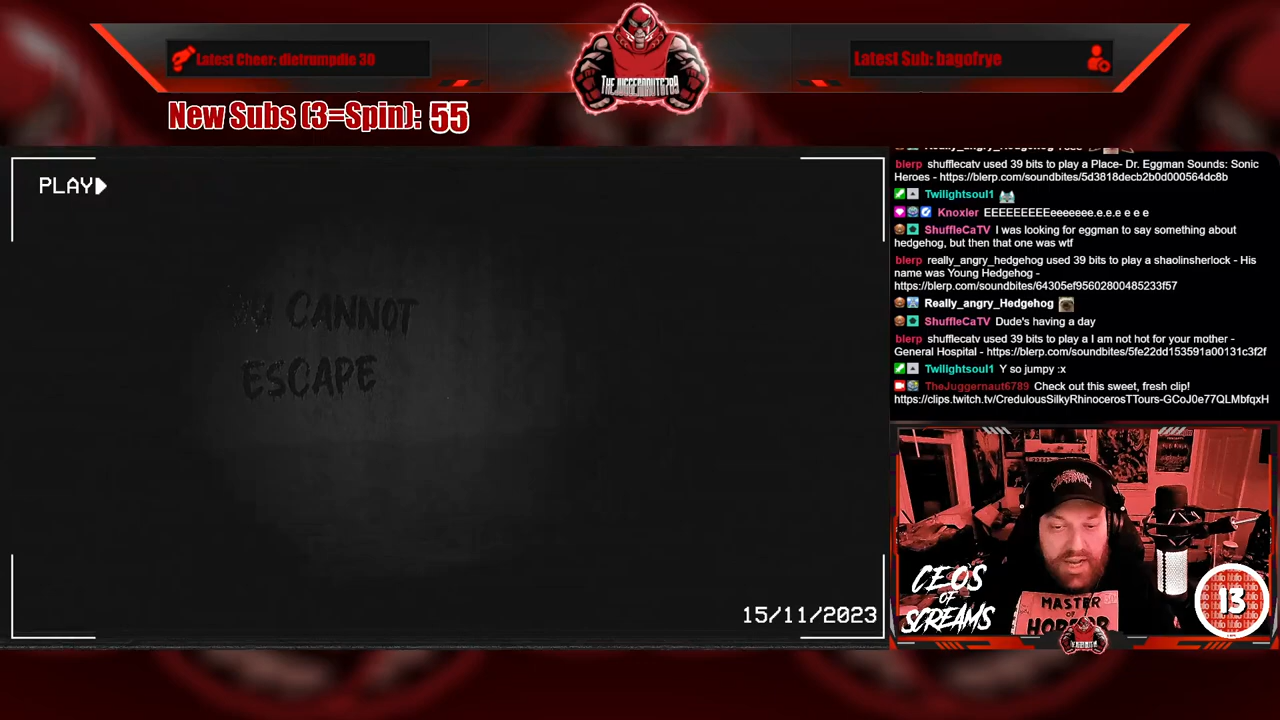 Latest Cheer: dietrumpdie 30
THEJUGGERNAUT6789
Latest Sub: bagofrye
New Subs (3=Spin): 55
PLAY
CANNOT
ESCAPE
15/11/2023
Really_angry_Hedgehog
blerp shufflecatv used 39 bits to play a Place- Dr. Eggman Sounds: Sonic
Heroes - https://blerp.com/soundbites/5d3818decb2b0d000564dc8b
Twilightsoul1
Knoxler EEEEEEEEEeeeeeee.e.e e e e
ShuffleCaTV I was looking for eggman to say something about
hedgehog, but then that one was wtf
blerp really_angry_hedgehog used 39 bits to play a shaolinsherlock - His
name was Young Hedgehog -
https://blerp.com/soundbites/64305ef95602800485233f57
Really_angry_Hedgehog
ShuffleCaTV Dude's having a day
blerp shufflecatv used 39 bits to play a I am not hot for your mother -
General Hospital - https://blerp.com/soundbites/5fe22dd153591a00131c3f2f
Twilightsoul1 Y so jumpy :x
TheJuggernaut6789 Check out this sweet, fresh clip!
https://clips.twitch.tv/CredulousSilkyRhinocerosTTours-GCoJ0e77QLMbfqxH
CEO'S
OF
SCREAMS
MASTER
OF
HORROR
13